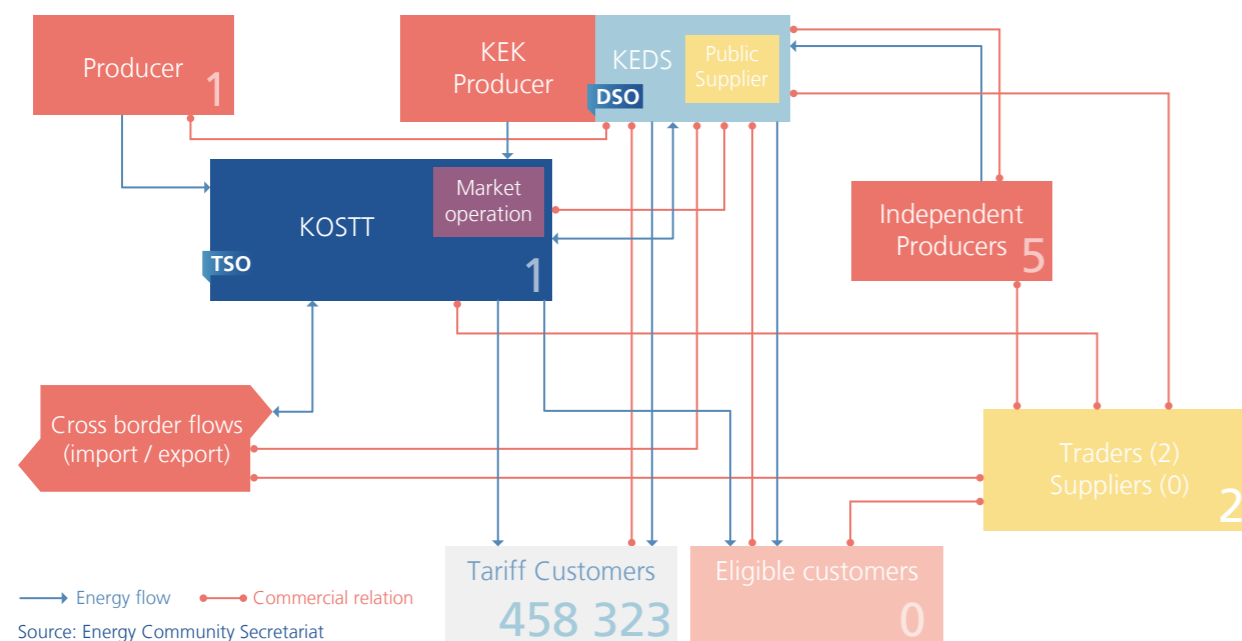 Producer
1
KEK
Producer
KEDS
Public
Supplier
DSO
KOSTT
Market
operation
TSO
1
Independent
Producers
5
Cross border flows
(import / export)
Traders (2)
Suppliers (0)
2
Tariff Customers
458 323
Eligible customers
0
Energy flow
Commercial relation
Source: Energy Community Secretariat